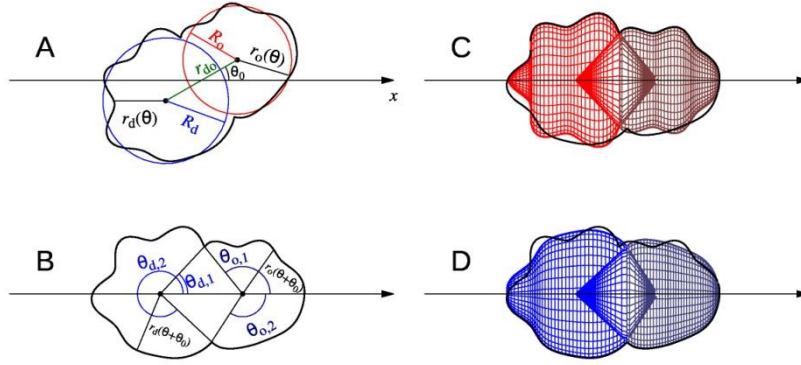 A
R_o
r_o(θ)
r_do
θ_0
x
r_d(θ)
R_d
C
B
θ_d,2
θ_d,1
θ_o,1
r_o(θ+θ_0)
r_d(θ+θ_0)
θ_o,2
D